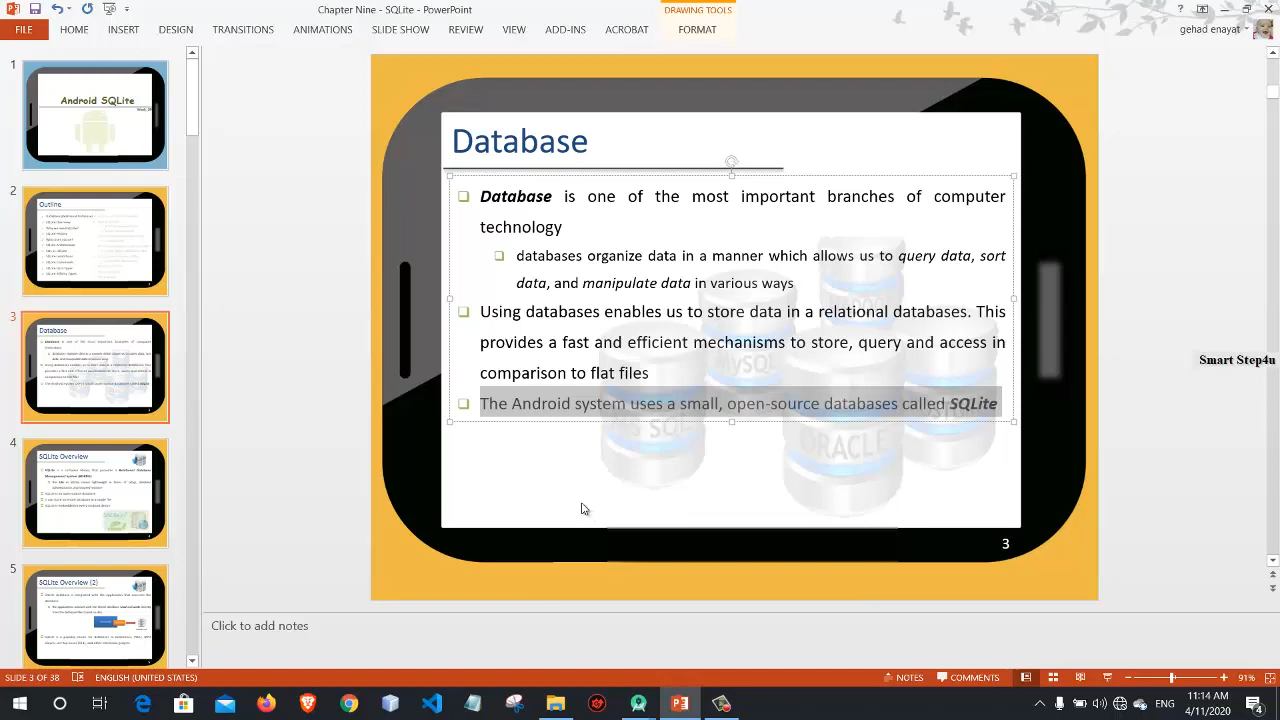 Chapter Nine - SQLite - PowerPoint
DRAWING TOOLS
FILE HOME INSERT DESIGN TRANSITIONS ANIMATIONS SLIDE SHOW REVIEW VIEW ADD-INS ACROBAT FORMAT
gehad enayat
1
Android SQLite
2
Outline
3
Database
4
SQLite Overview
5
SQLite Overview (2)
Database
Database is one of the most important branches of computer
technology
databases organize data in a manner which allows us to query data, sort
data, and manipulate data in various ways
Using databases enables us to store data in a relational databases. This
provides a fast and efficient mechanisms to store, query and access in
comparison to flat files
The Android system uses a small, open-source databases called SQLite
3
Smart Step4u
Click to add notes
SLIDE 3 OF 38
ENGLISH (UNITED STATES)
NOTES
COMMENTS
91%
ENG
11:14 AM
4/11/2020